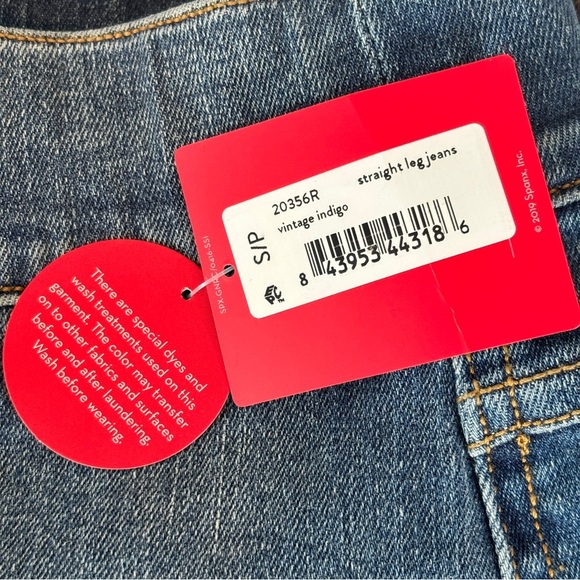 20356R
straight leg jeans
vintage indigo
S/P
8 43953 44318 6
© 2019 Spanx, Inc.
There are special dyes and
wash treatments used on this
garment. The color may transfer
on to other fabrics and surfaces
before and after laundering.
Wash before wearing.